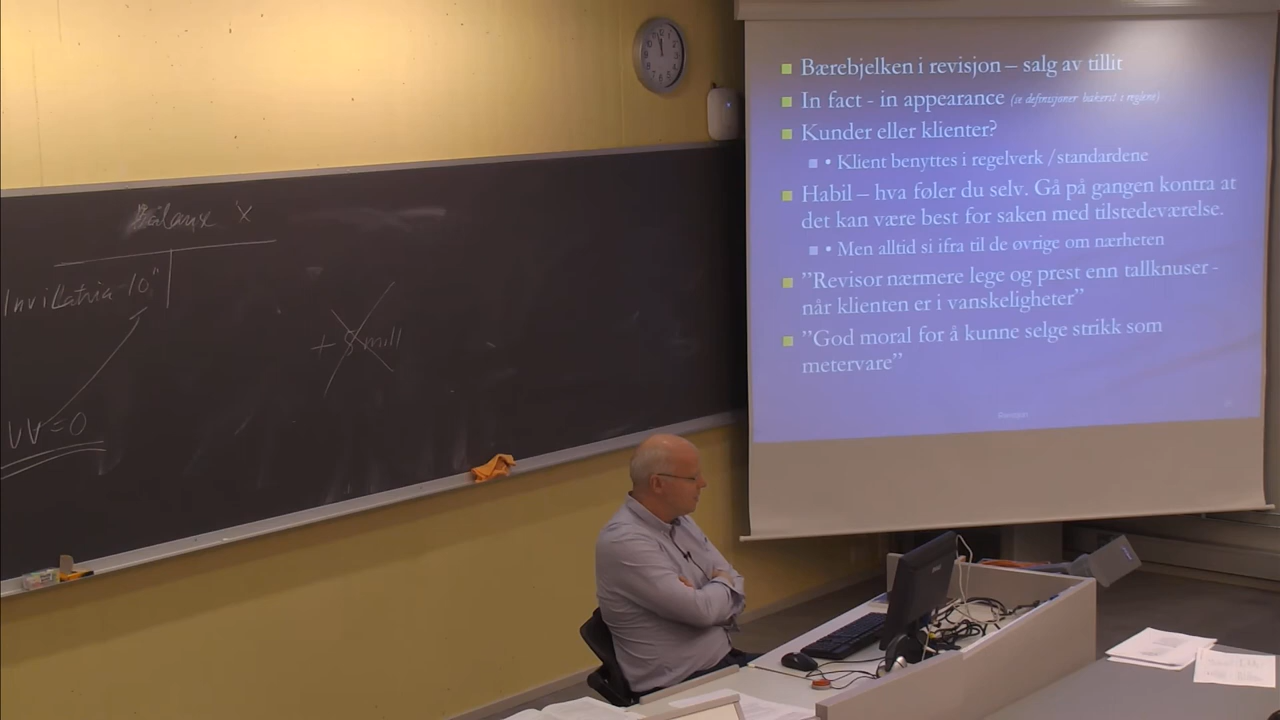 Balanse X
Invillatria 10"
+ 8 mill
VV=0
■ Bærebjelken i revisjon – salg av tillit
■ In fact - in appearance (se definisjoner bakerst i reglene)
■ Kunder eller klienter?
■ • Klient benyttes i regelverk /standardene
■ Habil – hva føler du selv. Gå på gangen kontra at
det kan være best for saken med tilstedeværelse.
■ • Men alltid si ifra til de øvrige om nærheten
■ ”Revisor nærmere lege og prest enn tallknuser -
når klienten er i vanskeligheter”
■ ”God moral for å kunne selge strikk som
metervare”
Revisjon